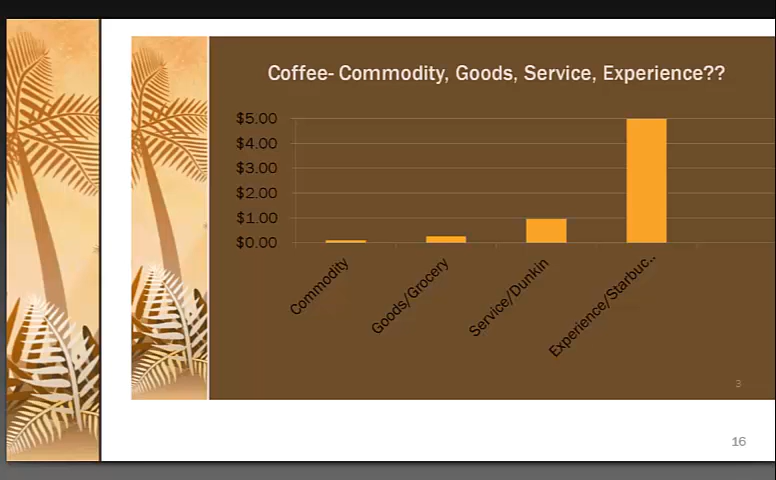 Coffee- Commodity, Goods, Service, Experience??
$5.00
$4.00
$3.00
$2.00
$1.00
$0.00
Commodity
Goods/Grocery
Service/Dunkin
Experience/Starbuc..
3
16